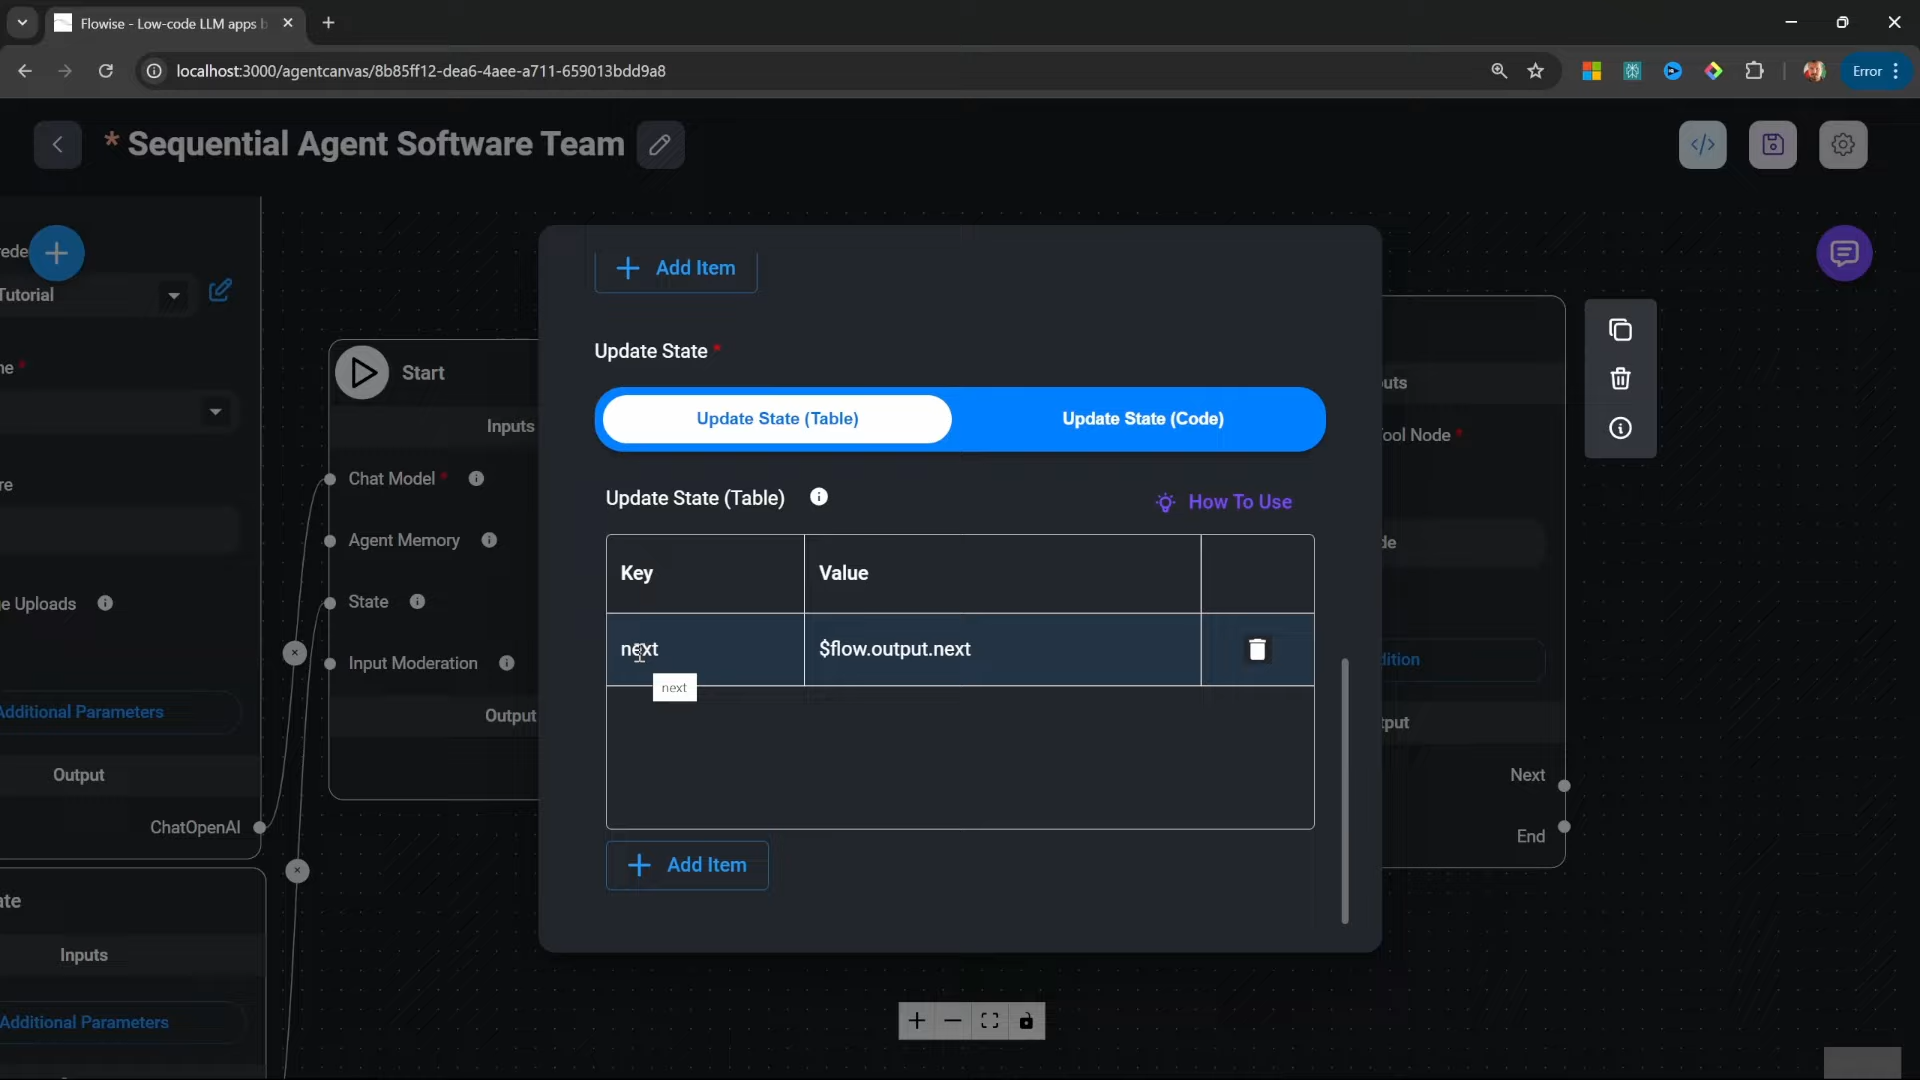 Flowise - Low-code LLM apps b
localhost:3000/agentcanvas/8b85ff12-dea6-4aee-a711-659013bdd9a8
Error
* Sequential Agent Software Team
Tutorial
Start
Inputs
Chat Model *
Agent Memory
State
Input Moderation
Output
e Uploads
Additional Parameters
Output
ChatOpenAI
Inputs
Additional Parameters
Add Item
Update State *
Update State (Table)
Update State (Code)
Update State (Table)
How To Use
Key
Value
next
$flow.output.next
next
Add Item
ool Node *
Next
End